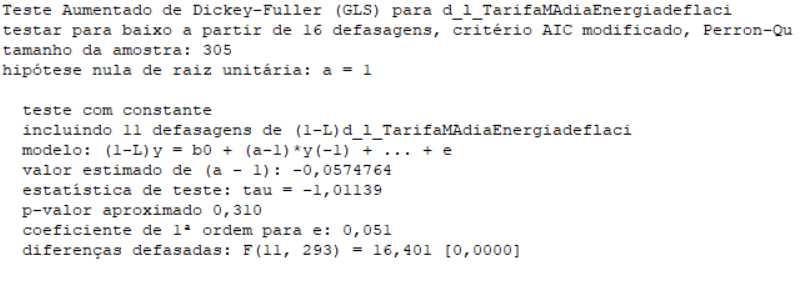 Teste Aumentado de Dickey-Fuller (GLS) para d_l_TarifaMAdiaEnergiadeflaci
testar para baixo a partir de 16 defasagens, critério AIC modificado, Perron-Qu
tamanho da amostra: 305
hipótese nula de raiz unitária: a = 1
teste com constante
incluindo 11 defasagens de (1-L)d_l_TarifaMAdiaEnergiadeflaci
modelo: (1-L)y = b0 + (a-1)*y(-1) + ... + e
valor estimado de (a - 1): -0,0574764
estatística de teste: tau = -1,01139
p-valor aproximado 0,310
coeficiente de 1ª ordem para e: 0,051
diferenças defasadas: F(11, 293) = 16,401 [0,0000]